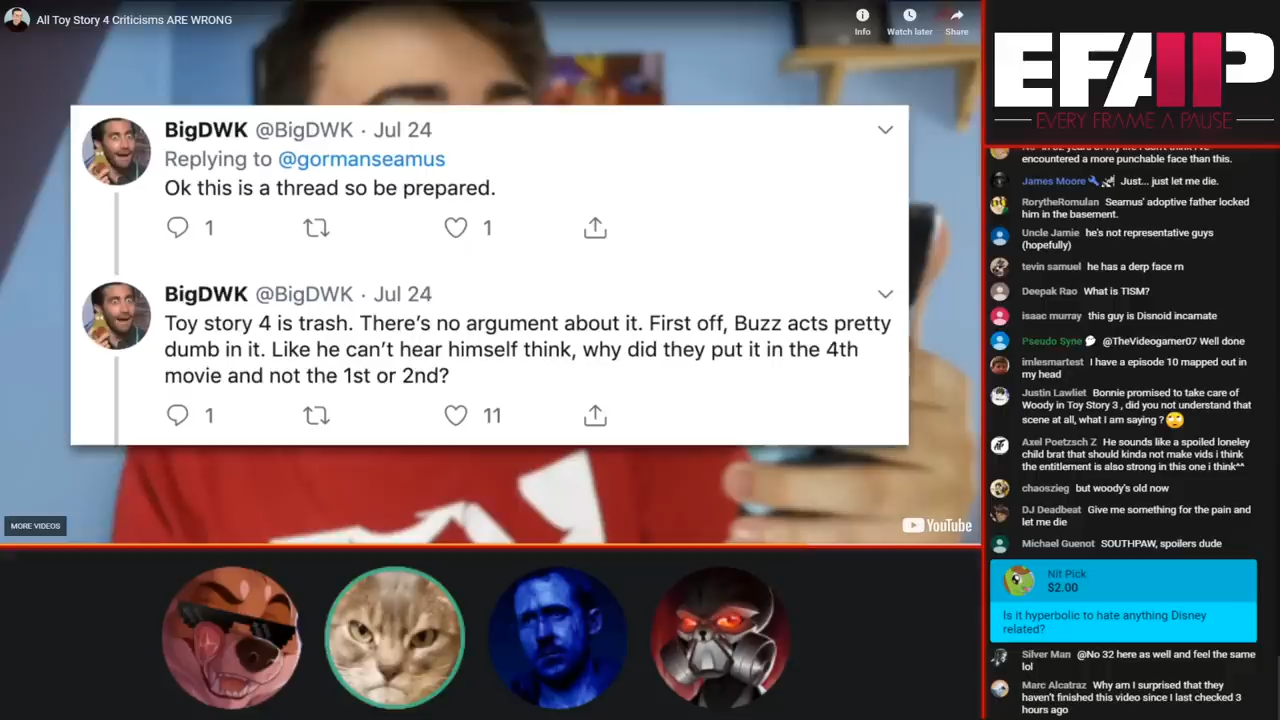 All Toy Story 4 Criticisms ARE WRONG
Info
Watch later
Share
BigDWK @BigDWK · Jul 24
Replying to @gormanseamus
Ok this is a thread so be prepared.
1
1
BigDWK @BigDWK · Jul 24
Toy story 4 is trash. There's no argument about it. First off, Buzz acts pretty
dumb in it. Like he can't hear himself think, why did they put it in the 4th
movie and not the 1st or 2nd?
1
11
MORE VIDEOS
YouTube
EFAP
EVERY FRAME A PAUSE
encountered a more punchable face than this.
James Moore Just... just let me die.
RorytheRomulan Seamus' adoptive father locked
him in the basement.
Uncle Jamie he's not representative guys
(hopefully)
tevin samuel he has a derp face rn
Deepak Rao What is TISM?
isaac murray this guy is Disnoid incarnate
Pseudo Syne @TheVideogamer07 Well done
imlesmartest I have a episode 10 mapped out in
my head
Justin Lawliet Bonnie promised to take care of
Woody in Toy Story 3 , did you not understand that
scene at all, what I am saying ? 🙄
Axel Poetzsch Z He sounds like a spoiled loneley
child brat that should kinda not make vids i think
the entitlement is also strong in this one i think^^
chaoszieg but woody's old now
DJ Deadbeat Give me something for the pain and
let me die
Michael Guenot SOUTHPAW, spoilers dude
Nit Pick
$2.00
Is it hyperbolic to hate anything Disney
related?
Silver Man @No 32 here as well and feel the same
lol
Marc Alcatraz Why am I surprised that they
haven't finished this video since I last checked 3
hours ago